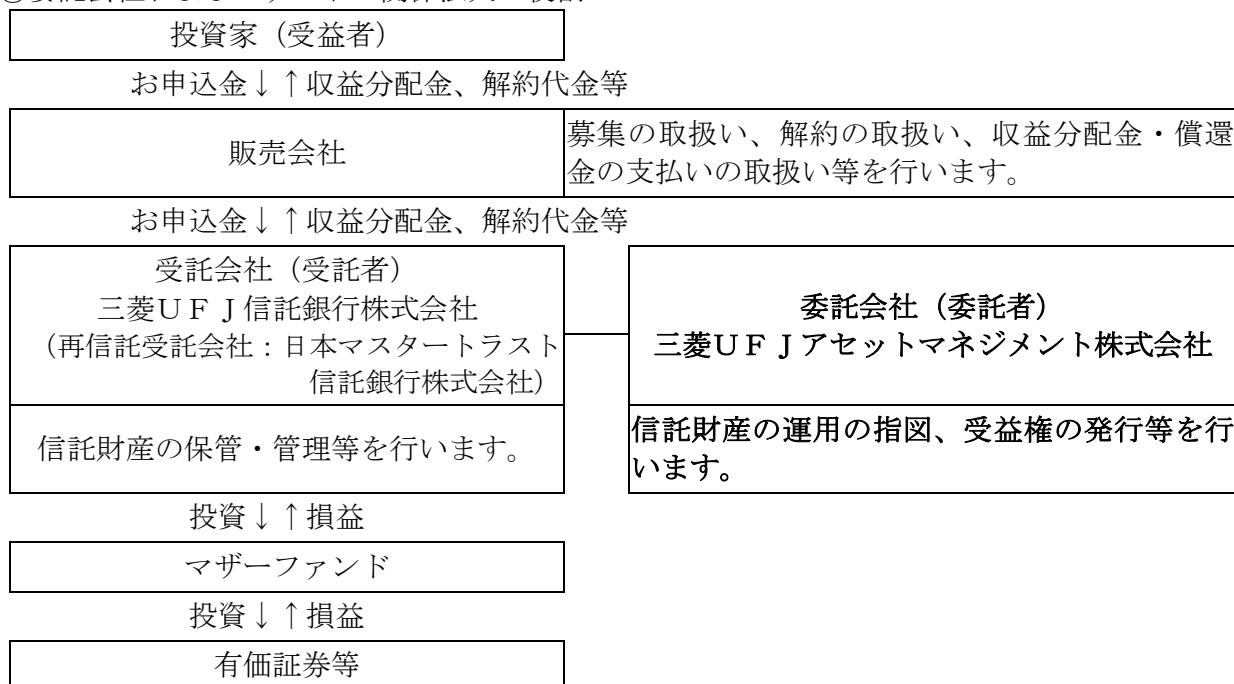 投資家（受益者）
お申込金↓↑収益分配金、解約代金等
販売会社
募集の取扱い、解約の取扱い、収益分配金・償還
金の支払いの取扱い等を行います。
お申込金↓↑収益分配金、解約代金等
受託会社（受託者）
三菱ＵＦＪ信託銀行株式会社
（再信託受託会社：日本マスタートラスト
信託銀行株式会社）
委託会社（委託者）
三菱ＵＦＪアセットマネジメント株式会社
信託財産の保管・管理等を行います。
信託財産の運用の指図、受益権の発行等を行
います。
投資↓↑損益
マザーファンド
投資↓↑損益
有価証券等